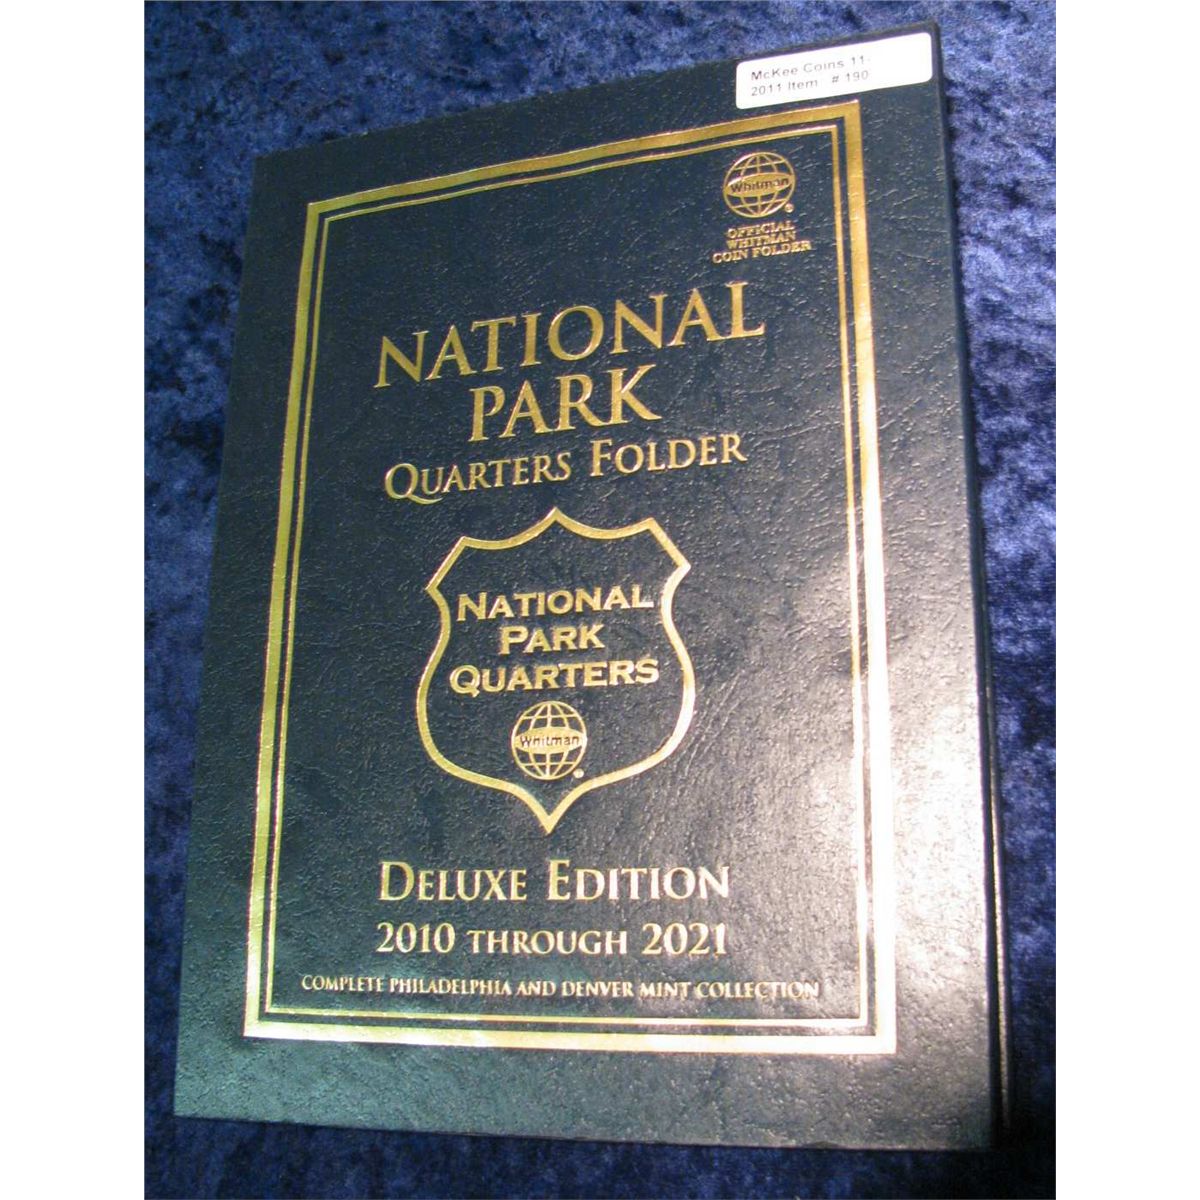 McKee Coins 11-
2011 Item # 190
Whitman
®
OFFICIAL
WHITMAN
COIN FOLDER
NATIONAL
PARK
QUARTERS FOLDER
NATIONAL
PARK
QUARTERS
Whitman
®
DELUXE EDITION
2010 THROUGH 2021
COMPLETE PHILADELPHIA AND DENVER MINT COLLECTION